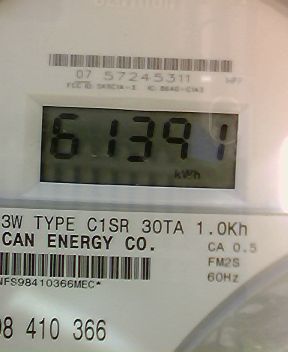 07 57245311
61391
kWh
3W TYPE C1SR 30TA 1.0Kh
CAN ENERGY CO.
CA 0.5
FM2S
60Hz
NFS98410366MEC*
98 410 366